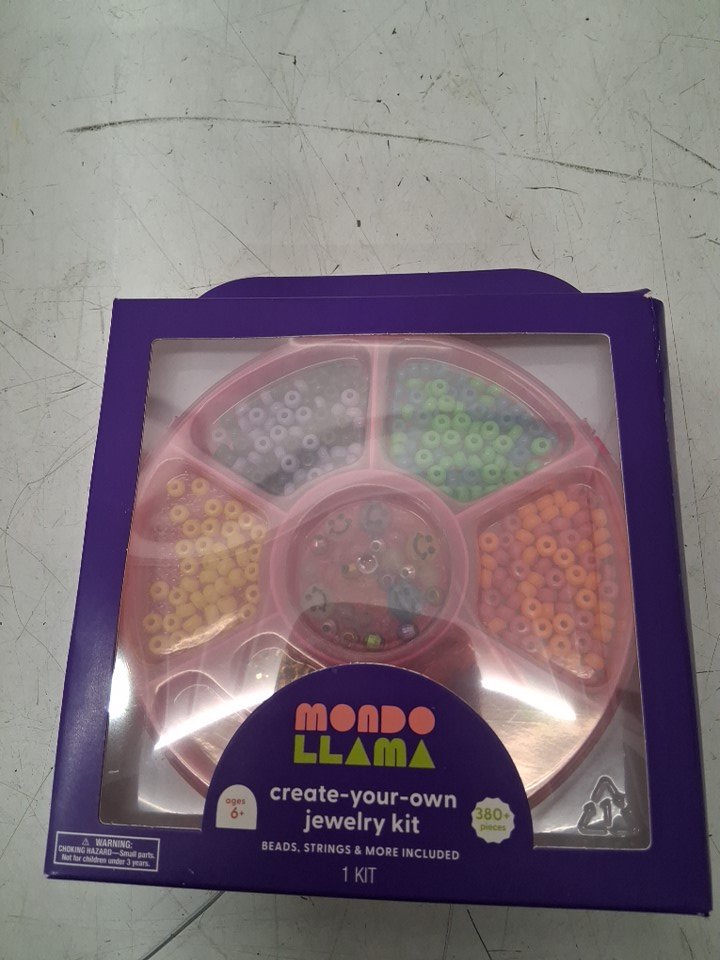 MONDO
LLAMA
create-your-own
jewelry kit
BEADS, STRINGS & MORE INCLUDED
1 KIT
ages
6+
380+
pieces
WARNING:
CHOKING HAZARD—Small parts.
Not for children under 3 years.